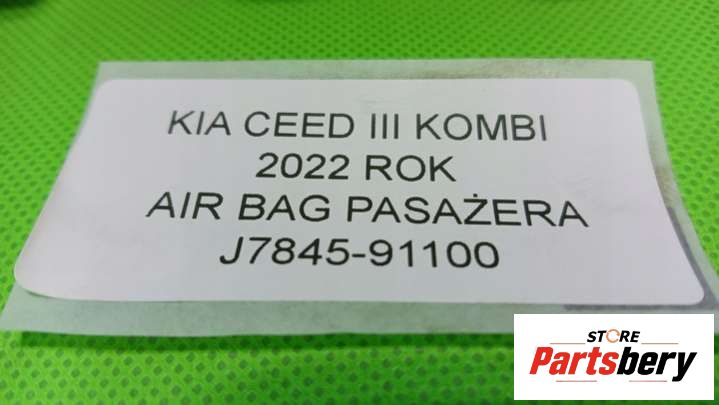 KIA CEED III KOMBI
2022 ROK
AIR BAG PASAŻERA
J7845-91100
STORE
Partsbery